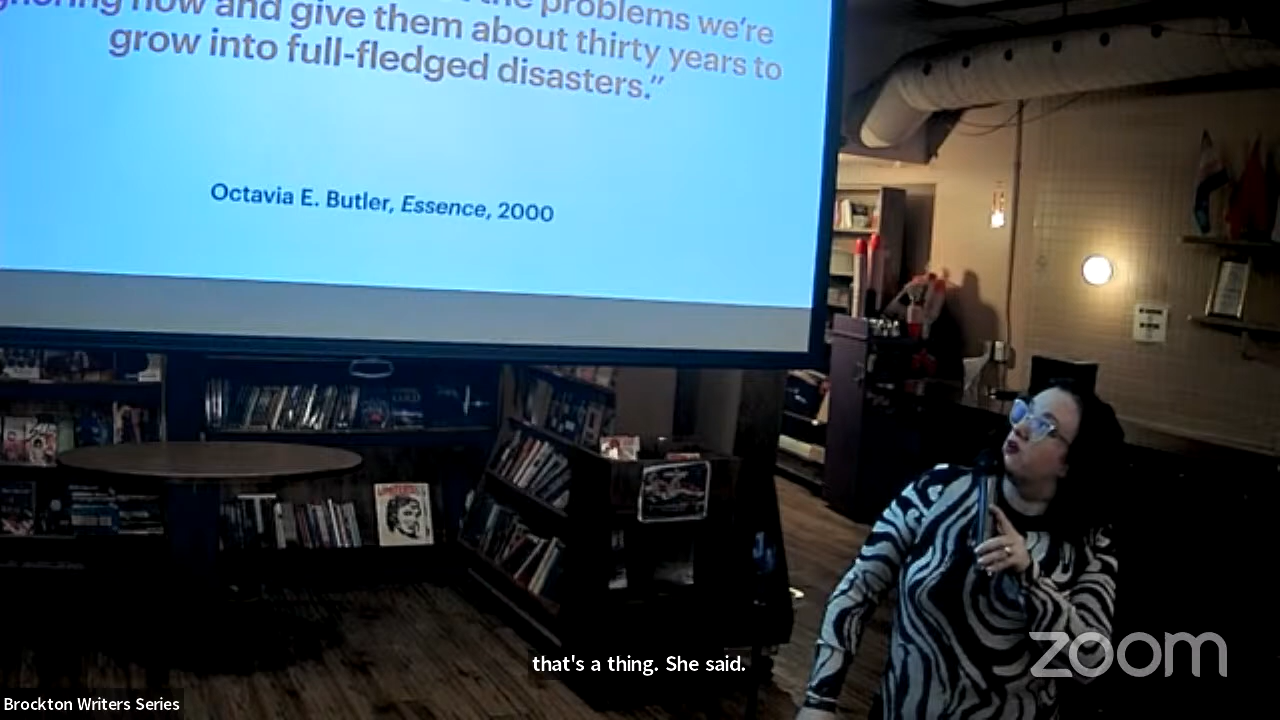 the problems we're
now and give them about thirty years to
grow into full-fledged disasters."
Octavia E. Butler, Essence, 2000
that's a thing. She said.
zoom
Brockton Writers Series